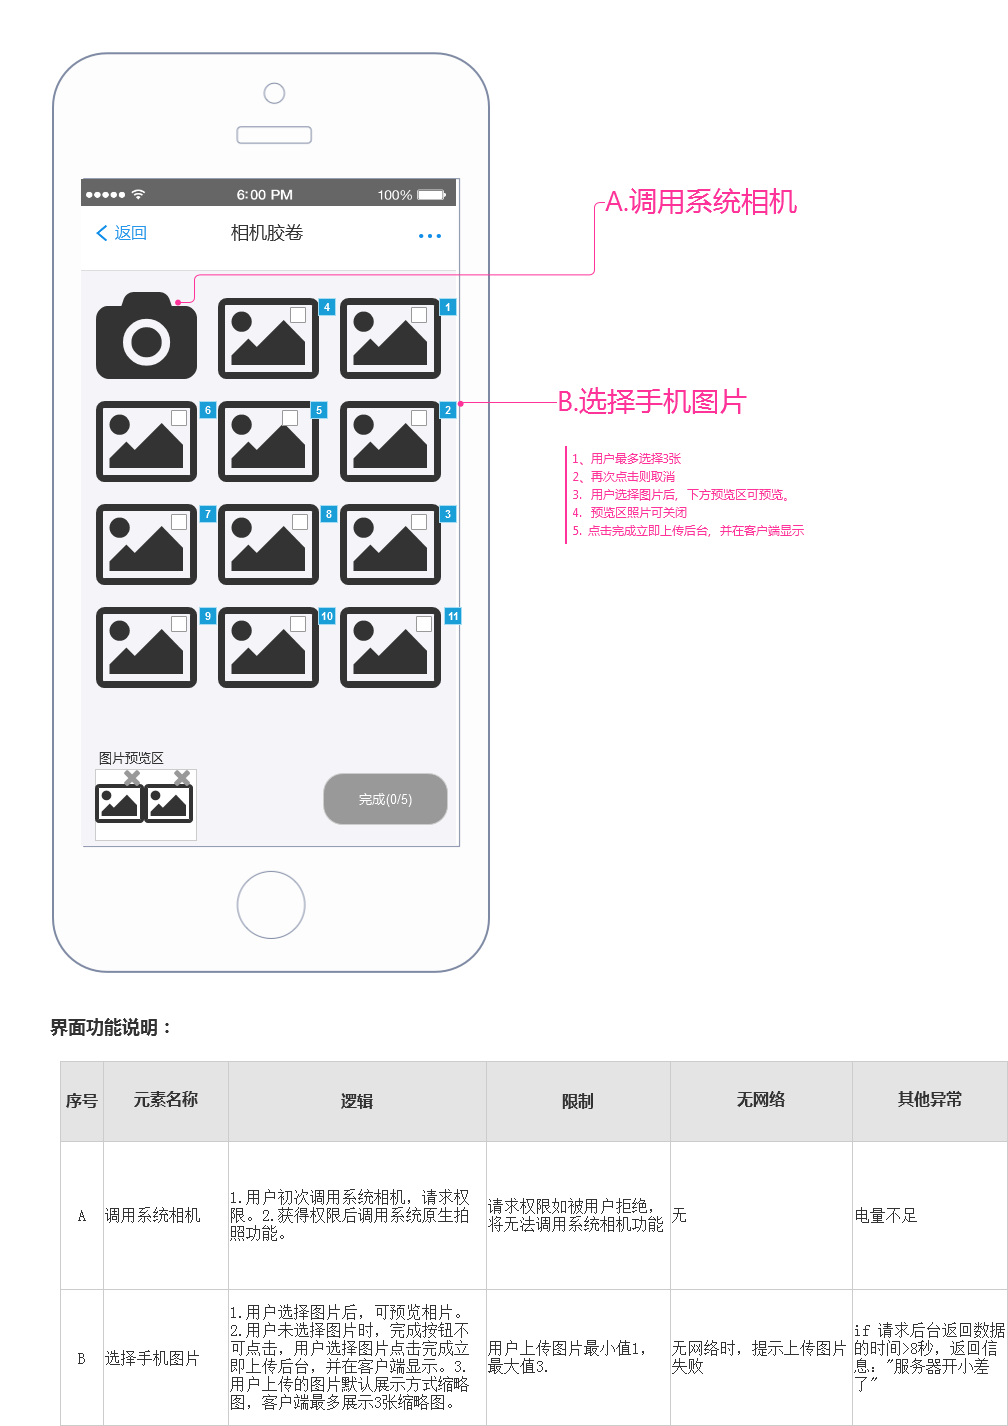 6:00 PM
100%
返回
相机胶卷
A.调用系统相机
4
1
B.选择手机图片
6
5
2
1、用户最多选择3张
2、再次点击则取消
3. 用户选择图片后，下方预览区可预览。
4. 预览区照片可关闭
5. 点击完成立即上传后台，并在客户端显示
7
8
3
9
10
11
图片预览区
完成(0/5)
界面功能说明：
序号
元素名称
逻辑
限制
无网络
其他异常
A
调用系统相机
1.用户初次调用系统相机，请求权
限。2.获得权限后调用系统原生拍
照功能。
请求权限如被用户拒绝，
将无法调用系统相机功能
无
电量不足
B
选择手机图片
1.用户选择图片后，可预览相片。
2.用户未选择图片时，完成按钮不
可点击，用户选择图片点击完成立
即上传后台，并在客户端显示。3.
用户上传的图片默认展示方式缩略
图，客户端最多展示3张缩略图。
用户上传图片最小值1，
最大值3.
无网络时，提示上传图片
失败
if 请求后台返回数据
的时间>8秒，返回信
息："服务器开小差
了"